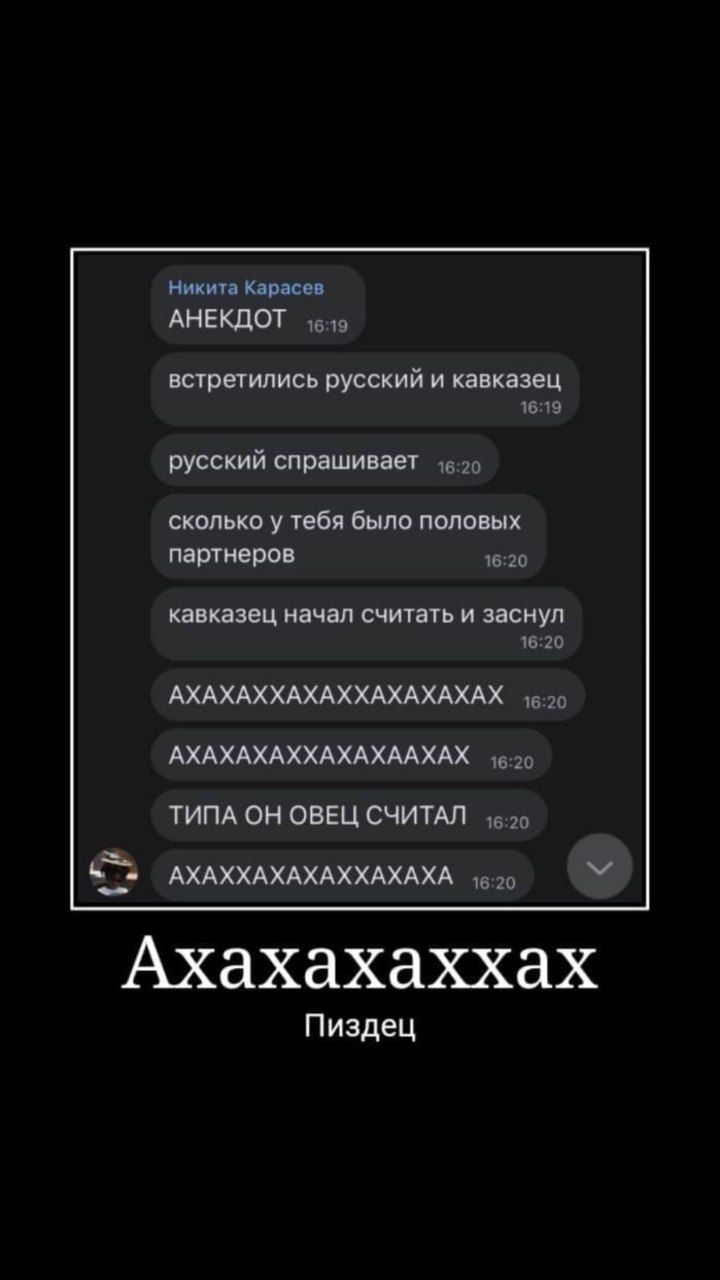 Никита Карасев
АНЕКДОТ 16:19
встретились русский и кавказец
16:19
русский спрашивает 16:20
сколько у тебя было половых
партнеров 16:20
кавказец начал считать и заснул
16:20
АХАХАХХАХАХХАХАХАХАХ 16:20
АХАХАХАХХАХАХААХАХ 16:20
ТИПА ОН ОВЕЦ СЧИТАЛ 16:20
АХАХХАХАХАХХАХАХА 16:20
Ахахахаххах
Пиздец